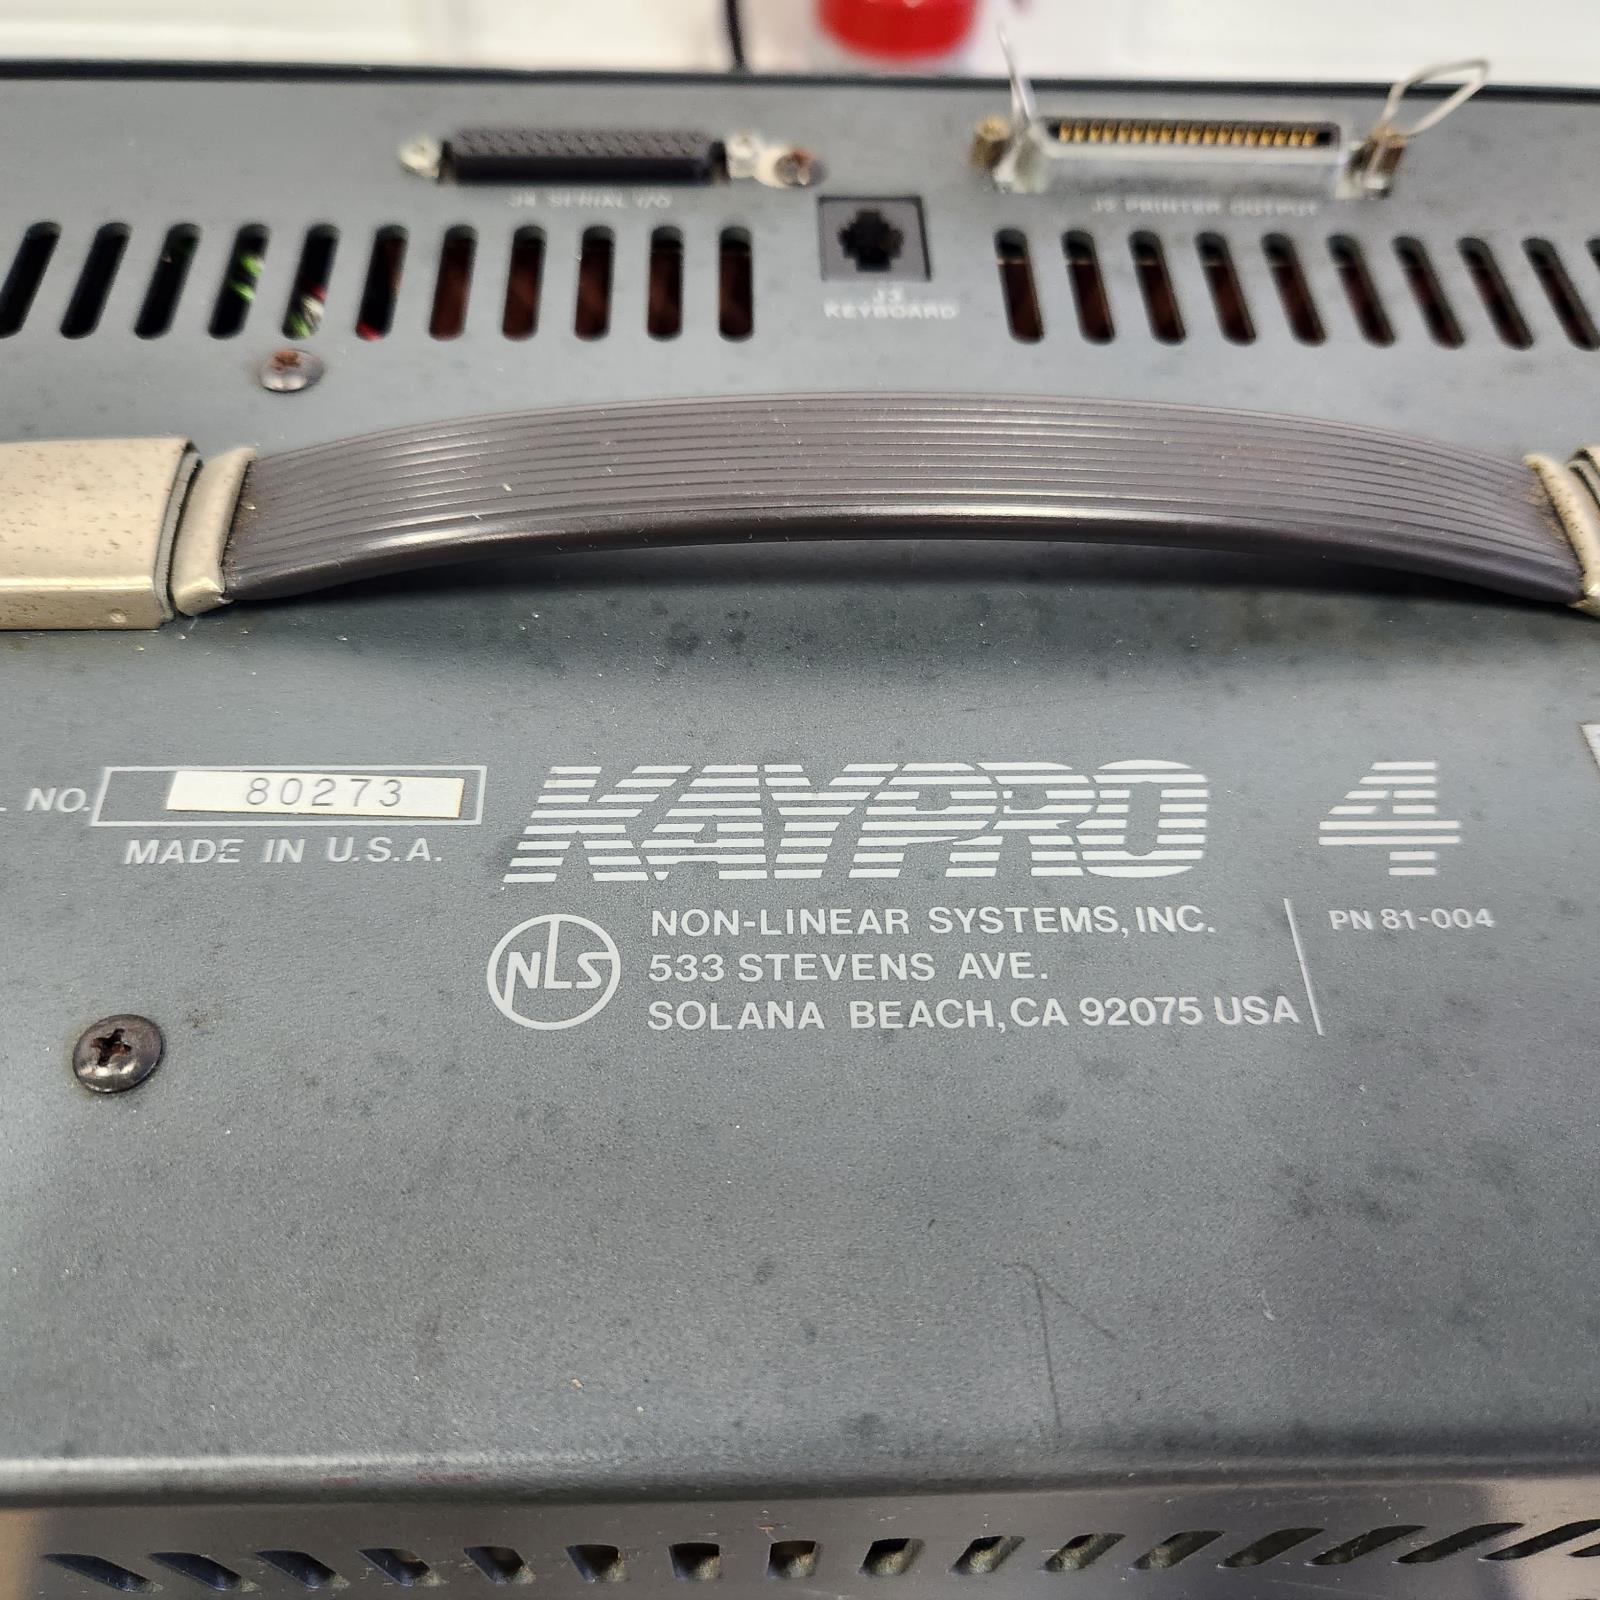 J4 SERIAL I/O
J5 PRINTER OUTPUT
J3
KEYBOARD
NO. 80273
MADE IN U.S.A.
KAYPRO 4
NLS
NON-LINEAR SYSTEMS, INC.
533 STEVENS AVE.
SOLANA BEACH, CA 92075 USA
PN 81-004